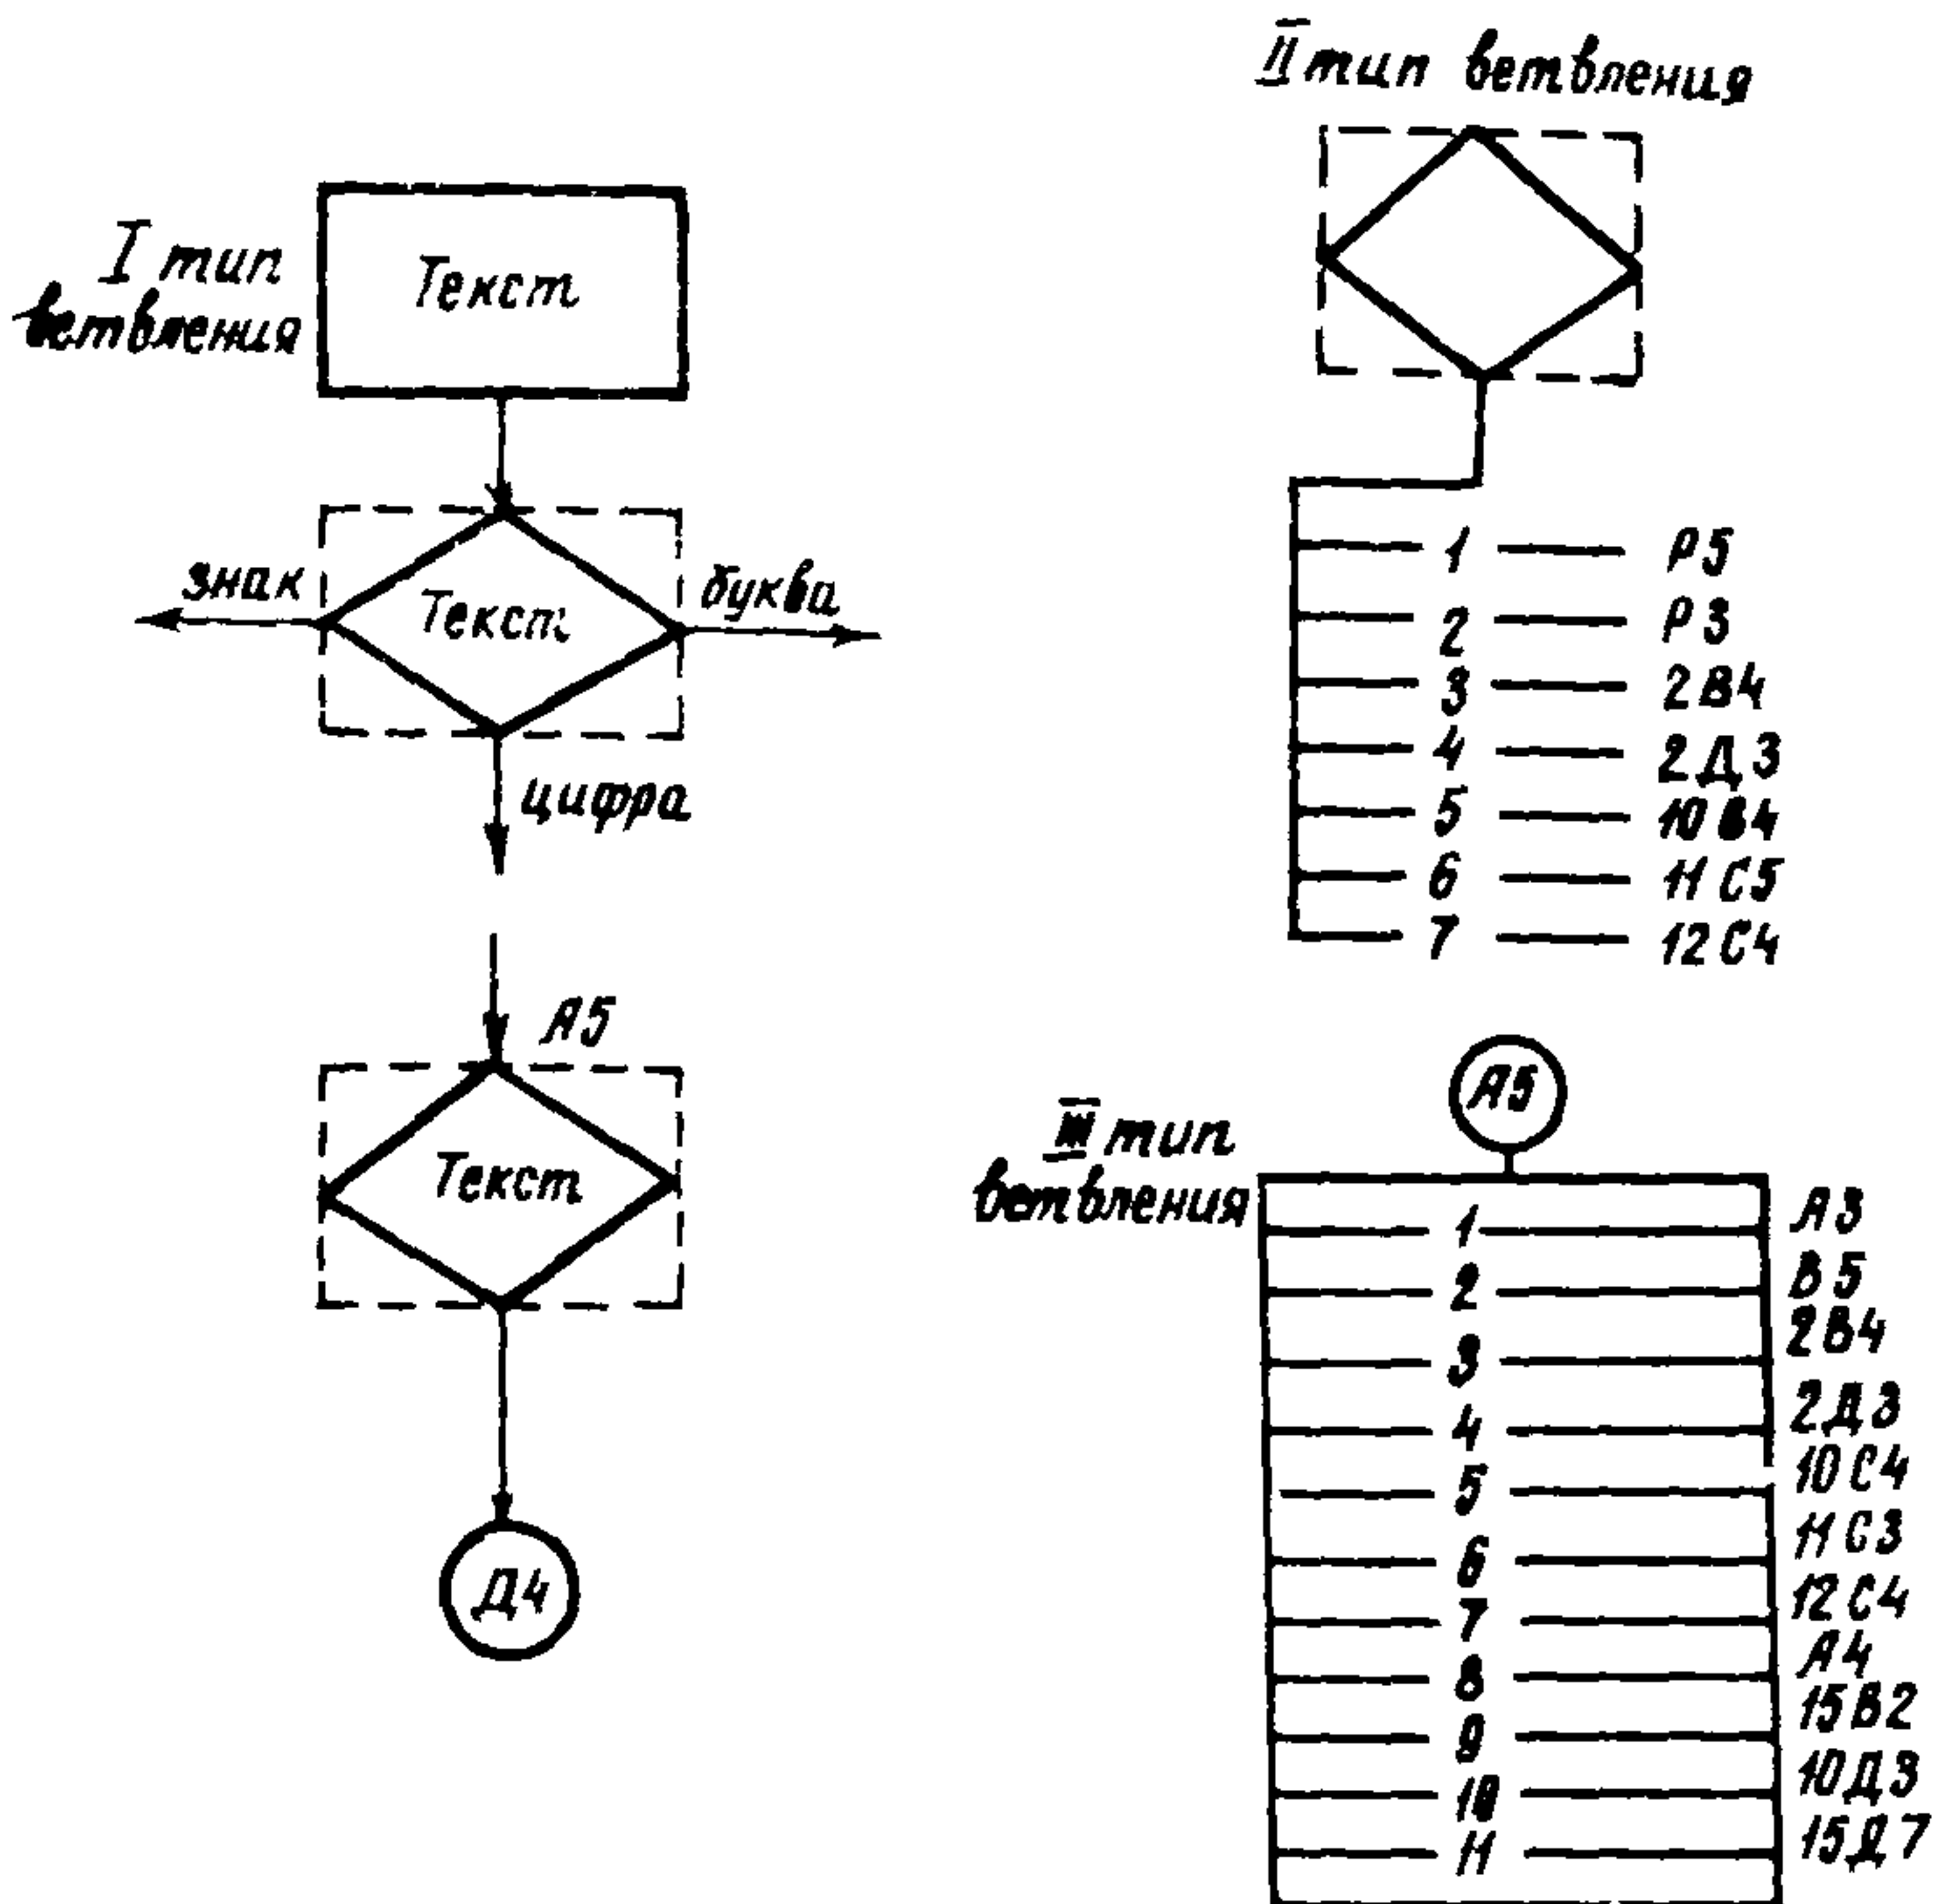 I тип
ветвления
Текст
знак
Текст
буква
цифра
А5
Текст
Д4
II тип ветвления
1 Р5
2 Р3
3 2В4
4 2Д3
5 10В4
6 11С5
7 12С4
III тип
ветвления
А5
1 А3
2 В5
3 2В4
4 2Д3
5 10С4
6 11С3
7 12С4
8 А4
9 15В2
10 10Д3
11 15Д7